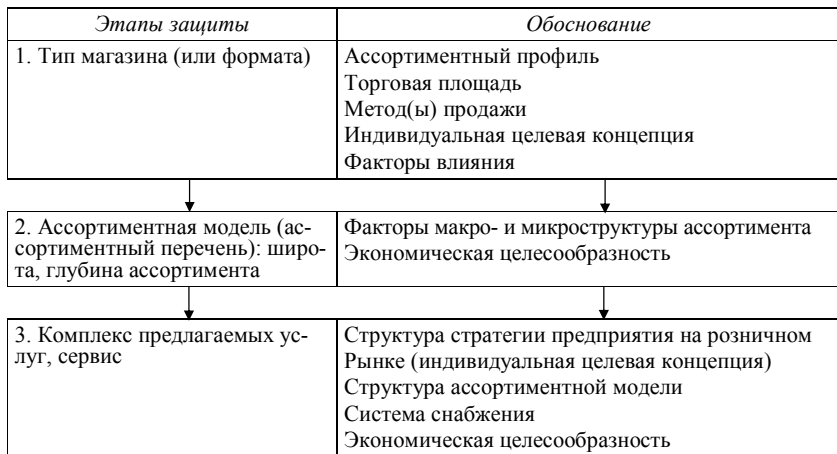 Этапы защиты
Обоснование
1. Тип магазина (или формата)
Ассортиментный профиль
Торговая площадь
Метод(ы) продажи
Индивидуальная целевая концепция
Факторы влияния
2. Ассортиментная модель (ас-
сортиментный перечень): широ-
та, глубина ассортимента
Факторы макро- и микроструктуры ассортимента
Экономическая целесообразность
3. Комплекс предлагаемых ус-
луг, сервис
Структура стратегии предприятия на розничном
Рынке (индивидуальная целевая концепция)
Структура ассортиментной модели
Система снабжения
Экономическая целесообразность